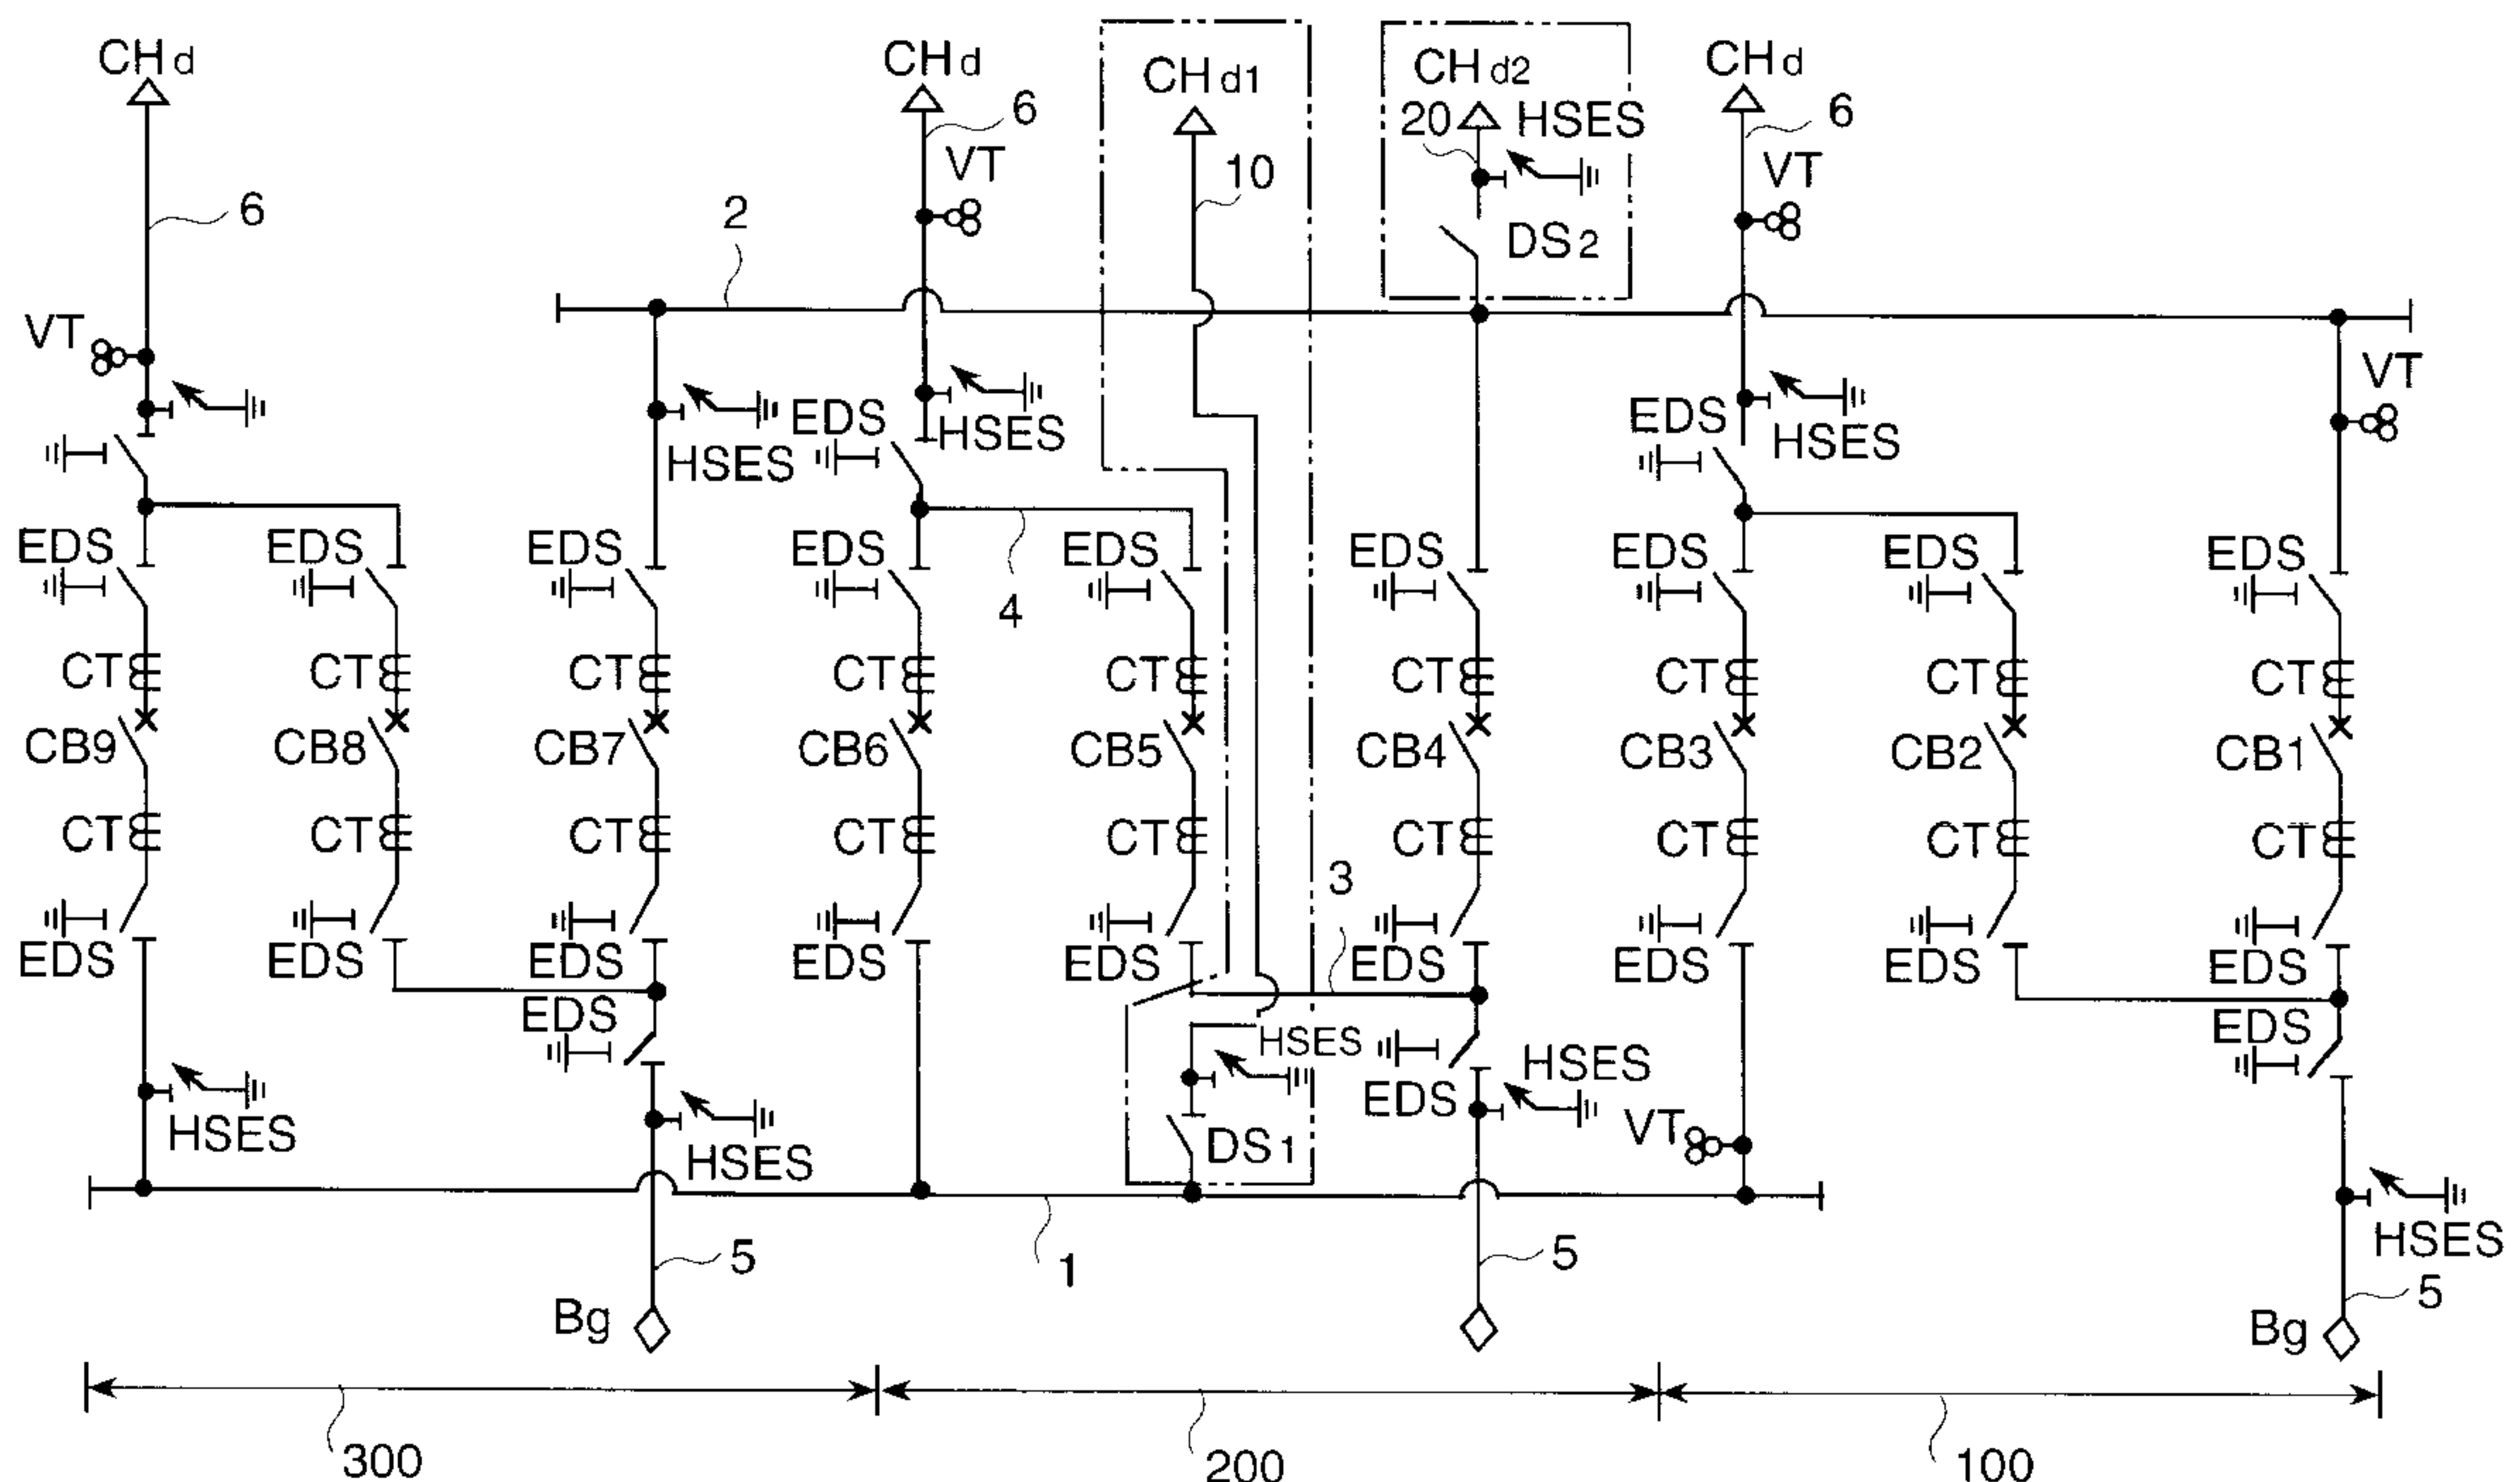 CHd CHd CHd1 CHd2 CHd
6 20 HSES 6
VT 10 VT
6 2 DS2
VT VT
EDS EDS
HSES HSES HSES
EDS EDS EDS EDS EDS EDS EDS EDS EDS
4
CT CT CT CT CT CT CT CT CT
CB9 CB8 CB7 CB6 CB5 CB4 CB3 CB2 CB1
CT CT CT CT CT CT CT CT CT
3
EDS EDS EDS EDS EDS EDS EDS EDS EDS
EDS HSES EDS
HSES
EDS
HSES HSES DS1 VT
HSES
5 1 5 5
Bg Bg
300 200 100